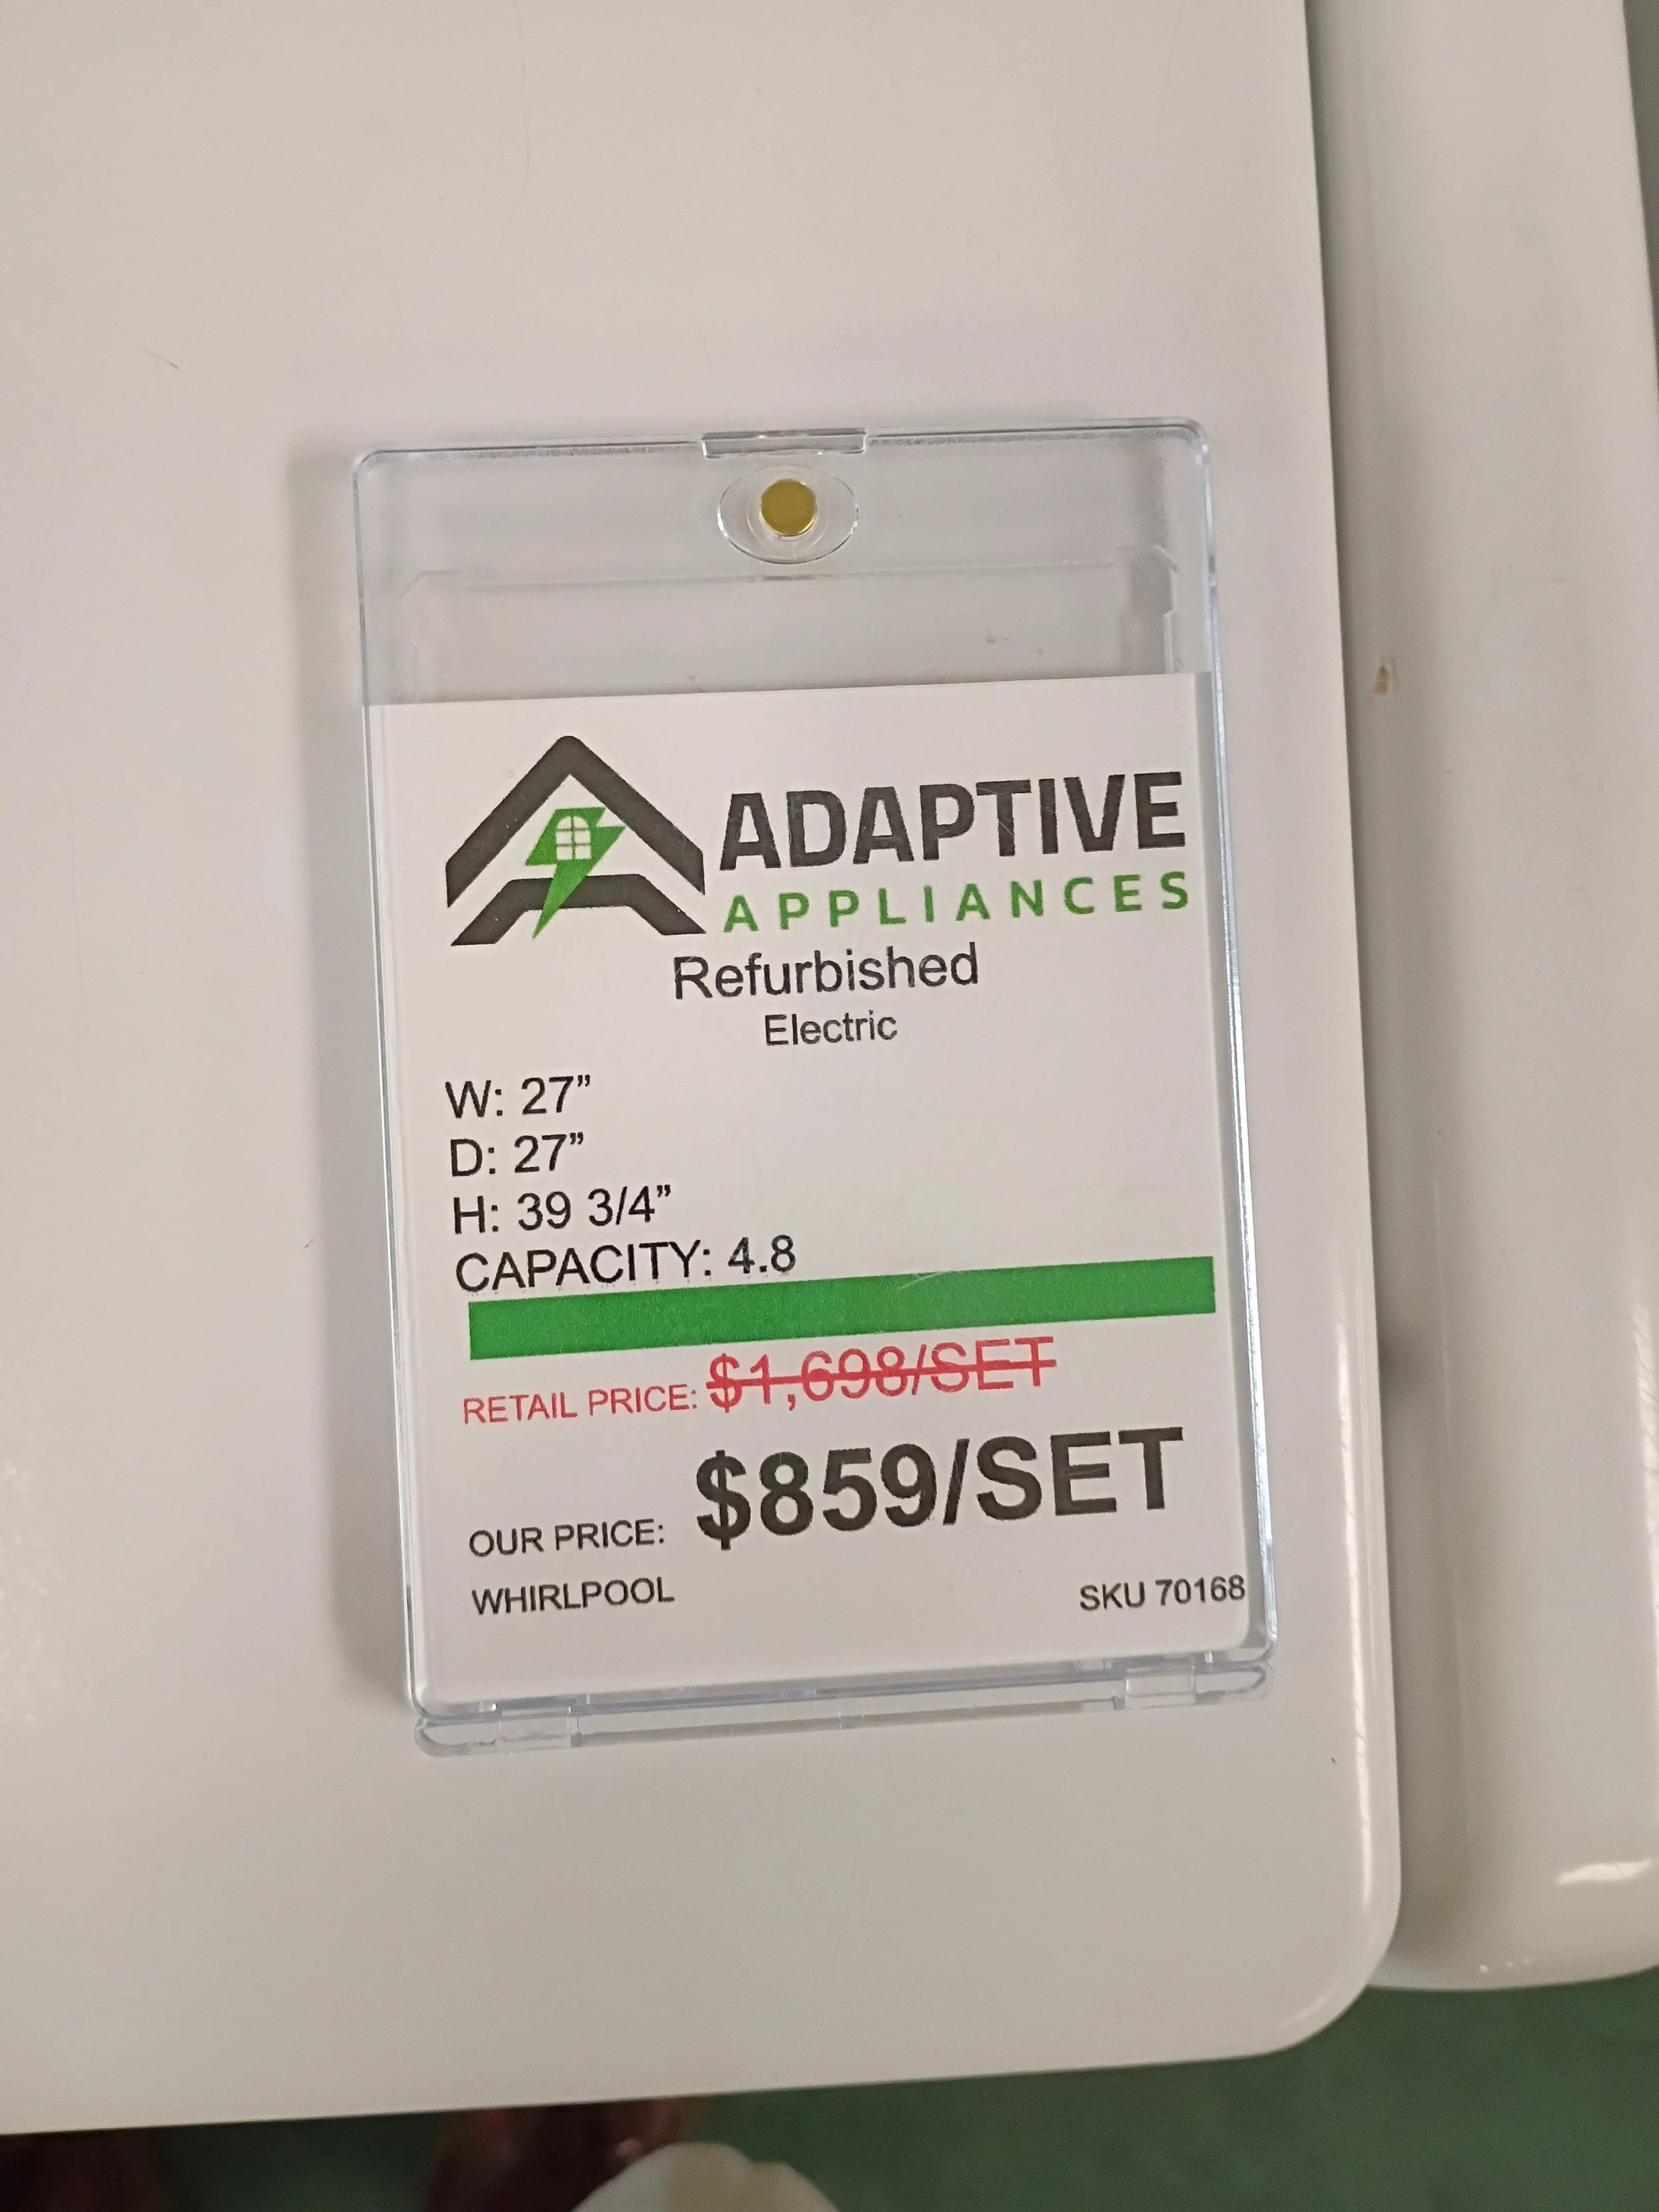 ADAPTIVE
APPLIANCES
Refurbished
Electric
W: 27”
D: 27”
H: 39 3/4”
CAPACITY: 4.8
RETAIL PRICE: $1,698/SET
OUR PRICE: $859/SET
WHIRLPOOL SKU 70168